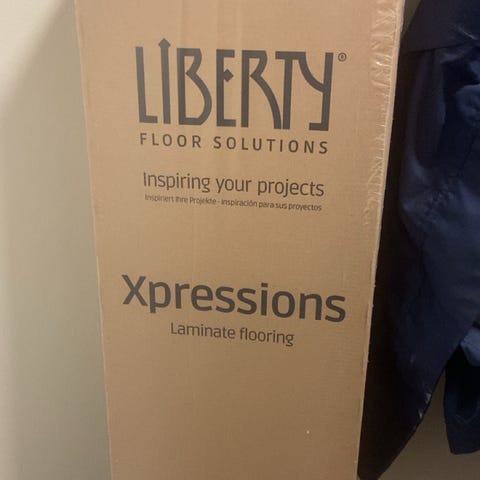 LIBERTY®
FLOOR SOLUTIONS
Inspiring your projects
Inspiriert Ihre Projekte - inspiración para sus proyectos
Xpressions
Laminate flooring